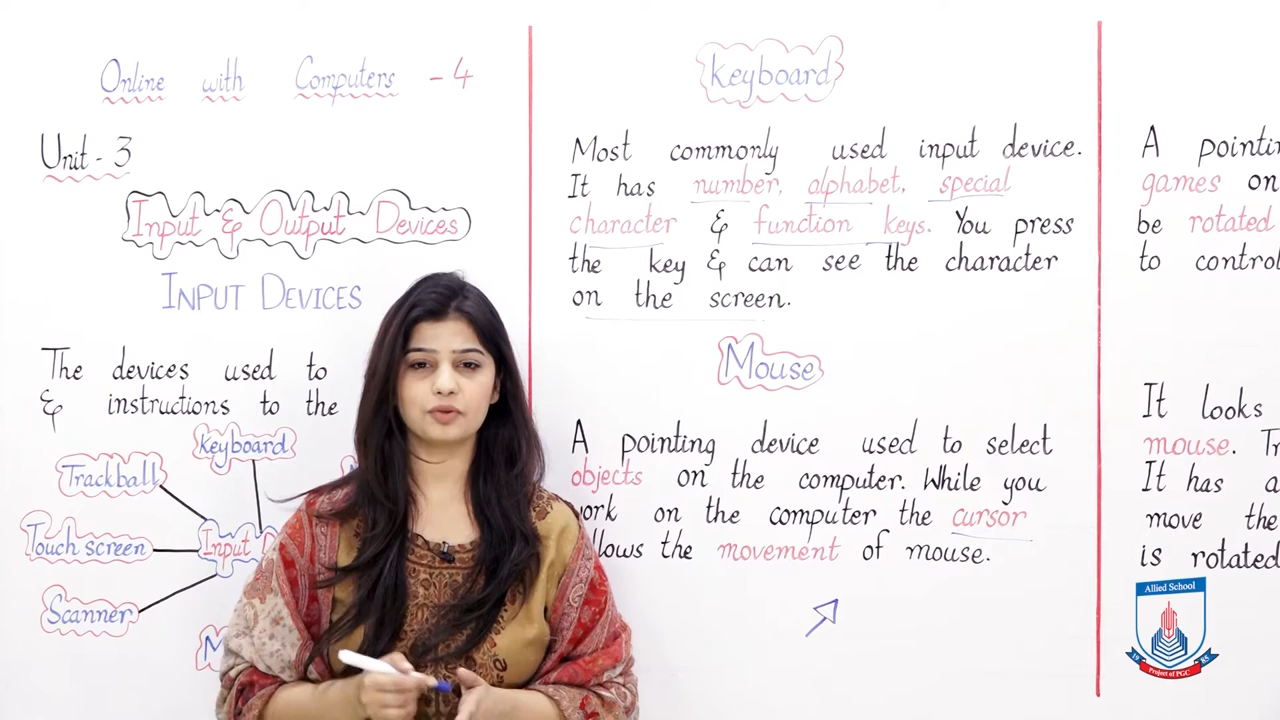 Online with Computers - 4
Unit - 3
Input & Output Devices
INPUT DEVICES
The devices used to
& instructions to the
Keyboard
Trackball
Touch screen
Input
Scanner
Keyboard
Most commonly used input device.
It has number, alphabet, special
character & function keys. You press
the key & can see the character
on the screen.
Mouse
A pointing device used to select
objects on the computer. While you
work on the computer the cursor
the movement of mouse.
A
games on
be rotated
to control
It looks
mouse.
It has a
move the
is rotated
Allied School
1985
Project of PGC